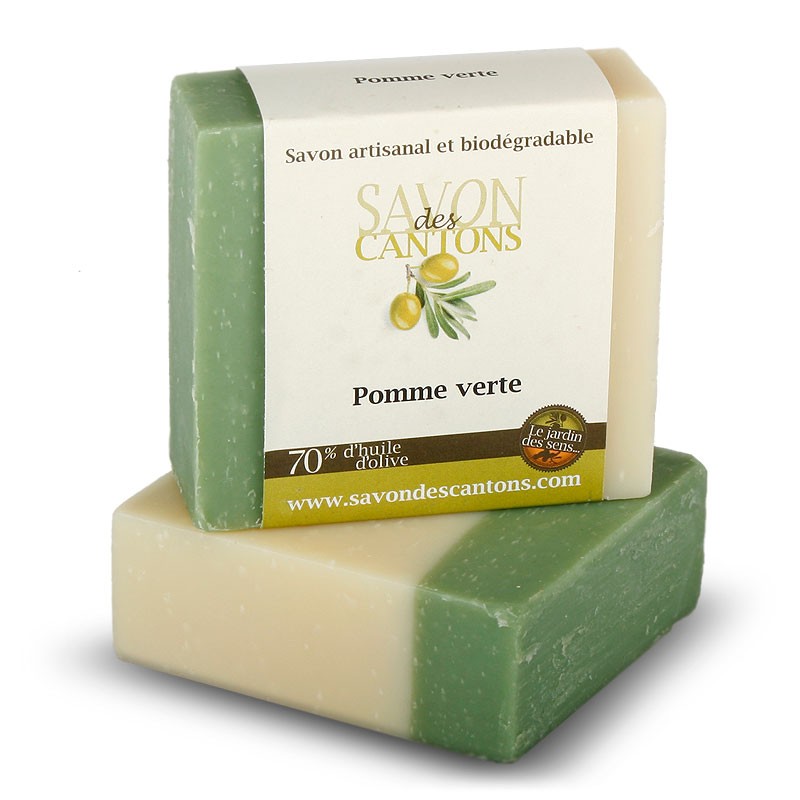 Pomme verte
Savon artisanal et biodégradable
SAVON
des
CANTONS
Pomme verte
70% d'huile
d'olive
Le jardin
des sens...
www.savondescantons.com